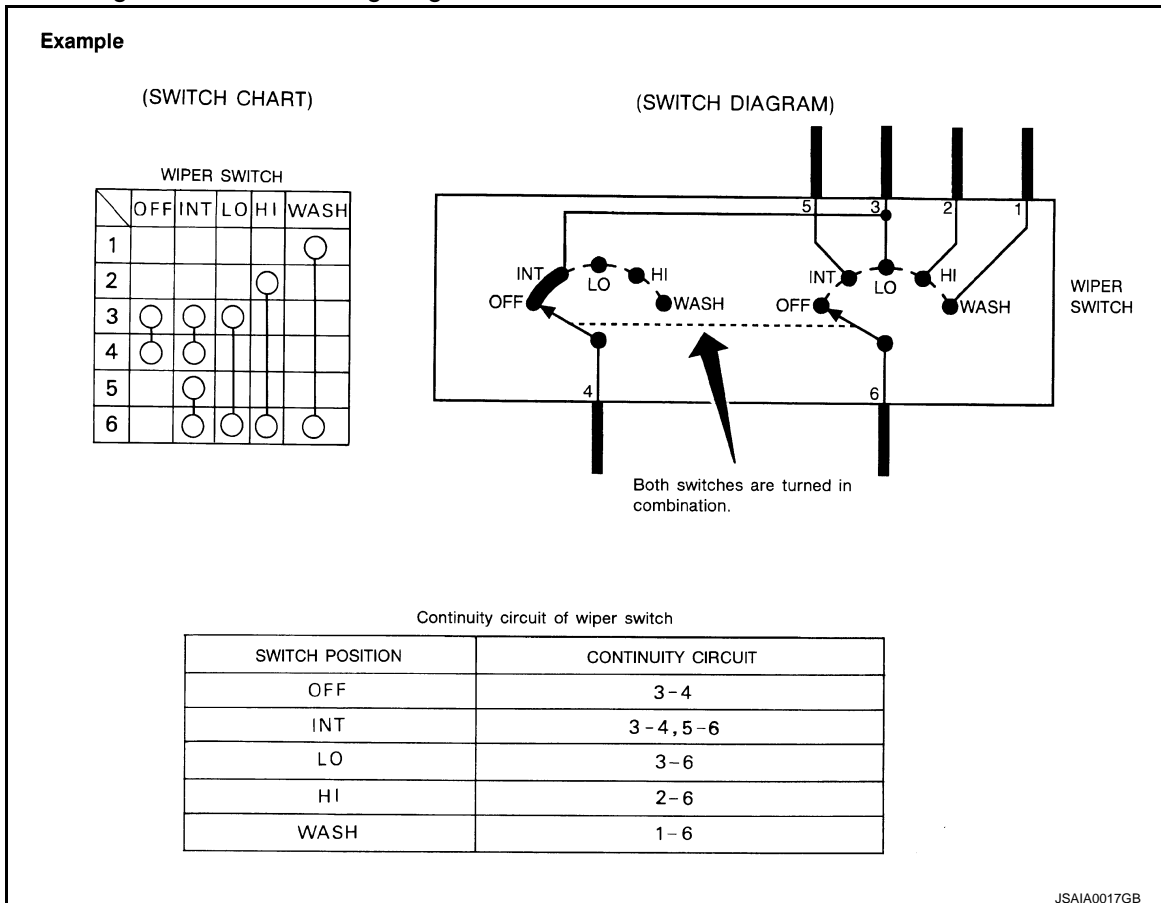 Example
(SWITCH CHART)
(SWITCH DIAGRAM)
WIPER SWITCH
OFF INT LO HI WASH
1
2
3
4
5
6
5 3 2 1
INT LO HI
OFF WASH
INT LO HI
OFF WASH
WIPER
SWITCH
4 6
Both switches are turned in
combination.
Continuity circuit of wiper switch
SWITCH POSITION CONTINUITY CIRCUIT
OFF 3-4
INT 3-4,5-6
LO 3-6
HI 2-6
WASH 1-6
JSAIA0017GB